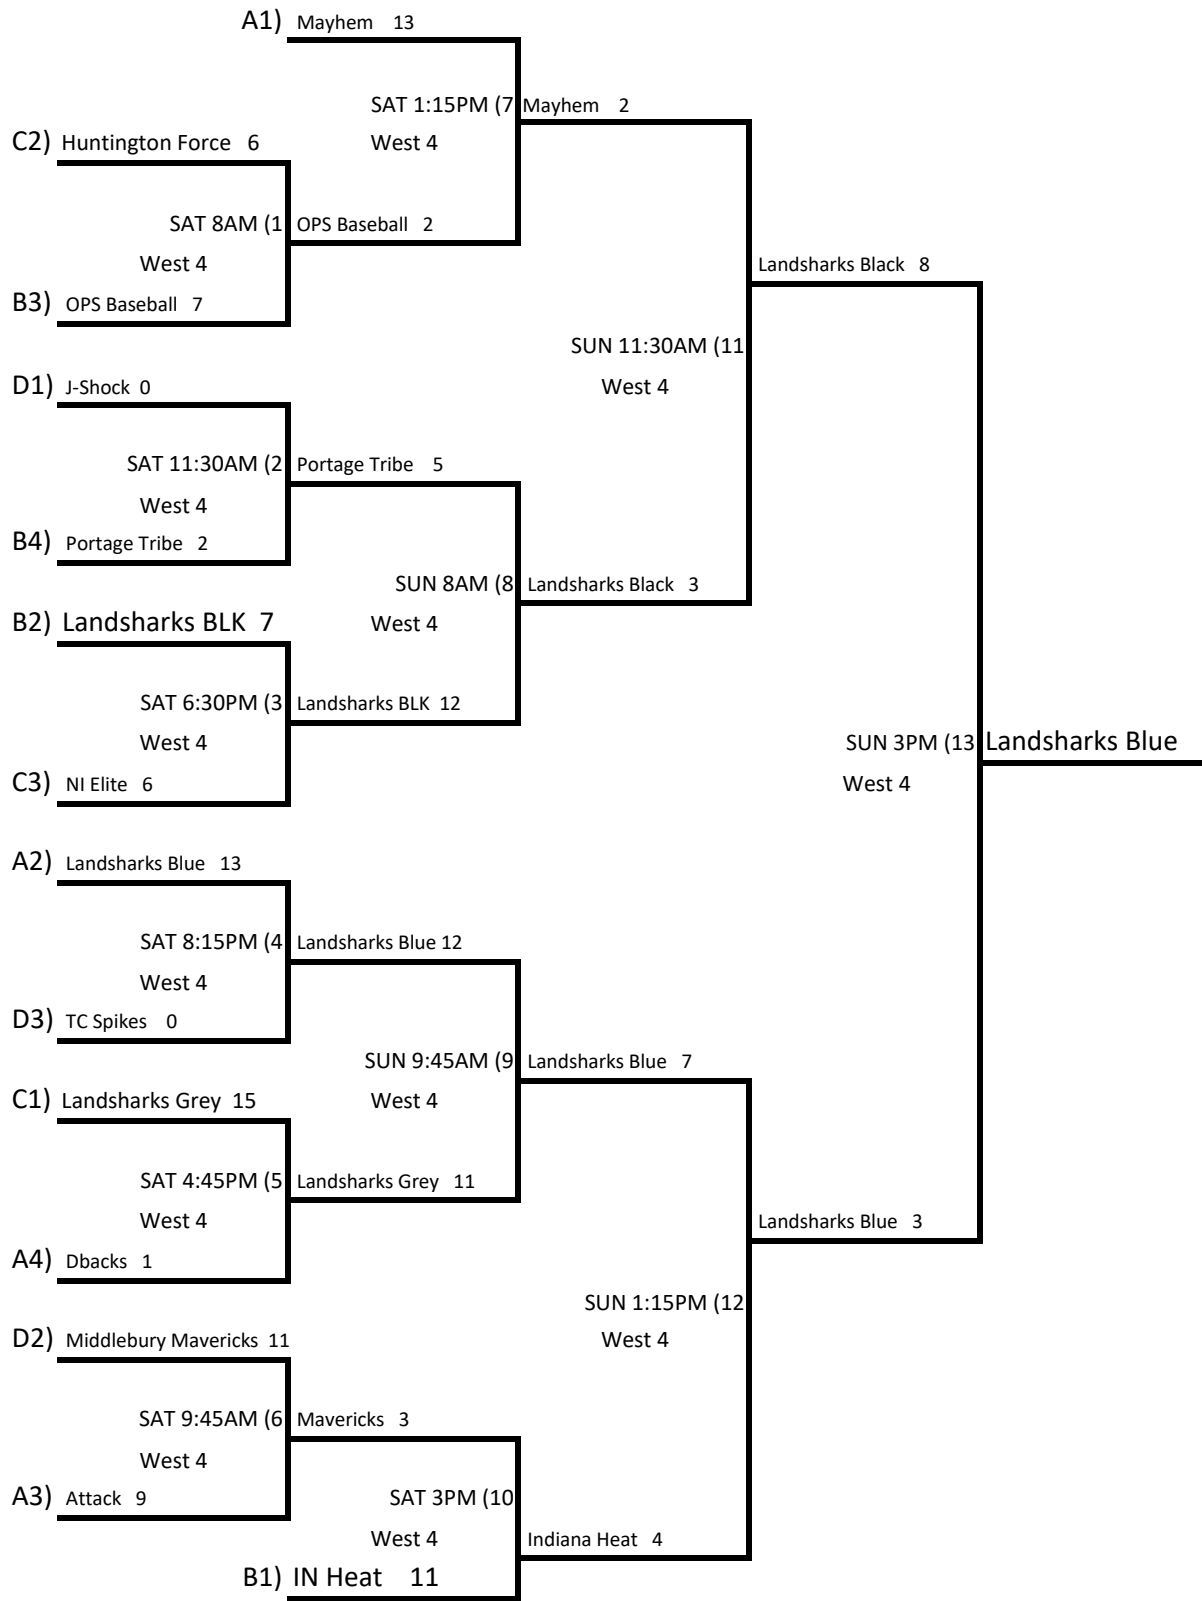 A1) Mayhem 13
SAT 1:15PM (7 Mayhem 2
West 4
C2) Huntington Force 6
SAT 8AM (1 OPS Baseball 2
West 4
Landsharks Black 8
B3) OPS Baseball 7
SUN 11:30AM (11
West 4
D1) J-Shock 0
SAT 11:30AM (2 Portage Tribe 5
West 4
B4) Portage Tribe 2
SUN 8AM (8 Landsharks Black 3
West 4
B2) Landsharks BLK 7
SAT 6:30PM (3 Landsharks BLK 12
West 4
SUN 3PM (13 Landsharks Blue
West 4
C3) NI Elite 6
A2) Landsharks Blue 13
SAT 8:15PM (4 Landsharks Blue 12
West 4
D3) TC Spikes 0
SUN 9:45AM (9 Landsharks Blue 7
West 4
C1) Landsharks Grey 15
SAT 4:45PM (5 Landsharks Grey 11
West 4
Landsharks Blue 3
A4) Dbacks 1
SUN 1:15PM (12
West 4
D2) Middlebury Mavericks 11
SAT 9:45AM (6 Mavericks 3
West 4
A3) Attack 9
SAT 3PM (10
West 4
Indiana Heat 4
B1) IN Heat 11